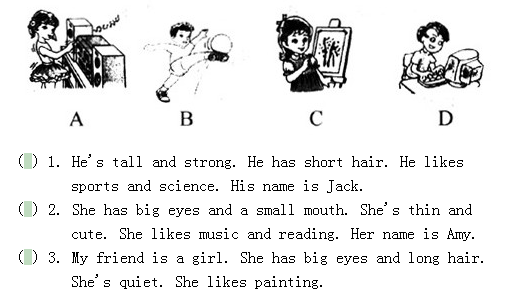 A B C D
( ) 1. He's tall and strong. He has short hair. He likes
sports and science. His name is Jack.
( ) 2. She has big eyes and a small mouth. She's thin and
cute. She likes music and reading. Her name is Amy.
( ) 3. My friend is a girl. She has big eyes and long hair.
She's quiet. She likes painting.